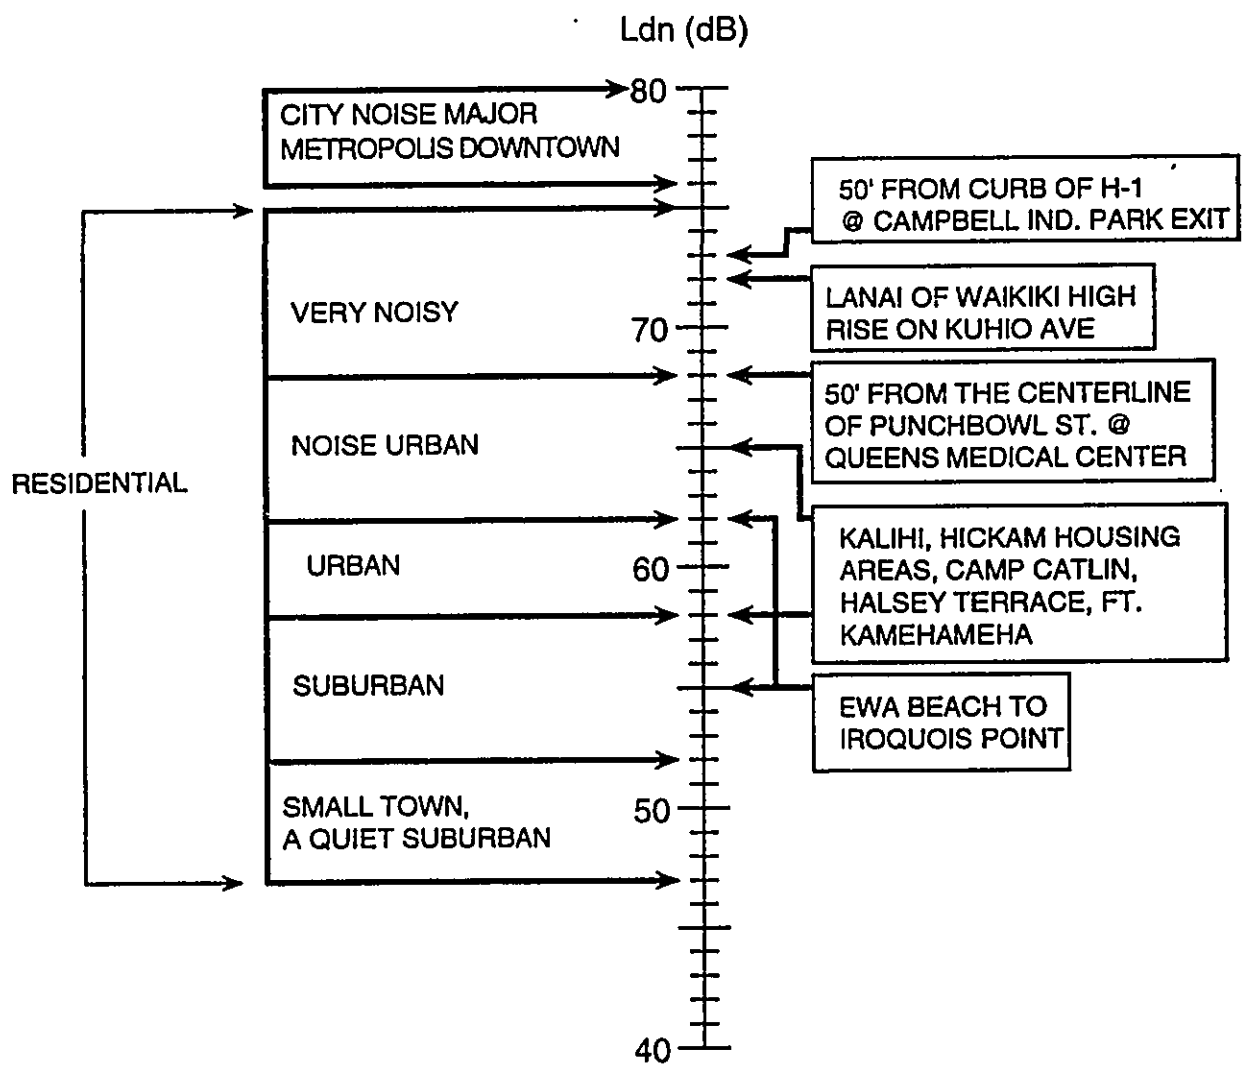 Ldn (dB)
80
CITY NOISE MAJOR
METROPOLIS DOWNTOWN
50' FROM CURB OF H-1
@ CAMPBELL IND. PARK EXIT
VERY NOISY
LANAI OF WAIKIKI HIGH
RISE ON KUHIO AVE
70
50' FROM THE CENTERLINE
OF PUNCHBOWL ST. @
QUEENS MEDICAL CENTER
NOISE URBAN
RESIDENTIAL
KALIHI, HICKAM HOUSING
AREAS, CAMP CATLIN,
HALSEY TERRACE, FT.
KAMEHAMEHA
URBAN
60
SUBURBAN
EWA BEACH TO
IROQUOIS POINT
SMALL TOWN,
A QUIET SUBURBAN
50
40